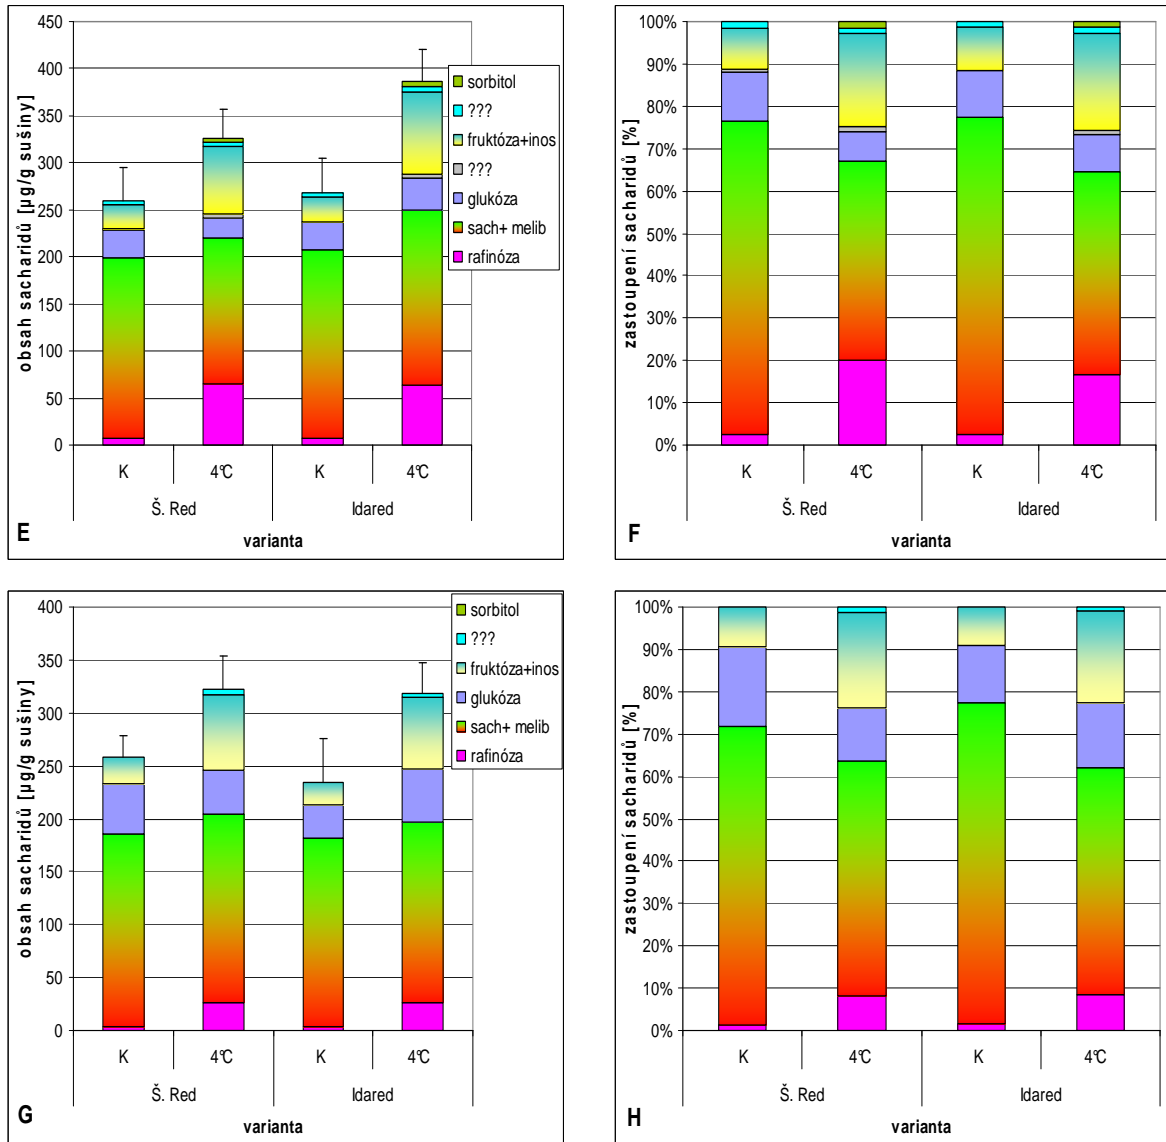 obsah sacharidů [µg/g sušiny]
450
400
350
300
250
200
150
100
50
0
sorbitol
???
fruktóza+inos
???
glukóza
sach+ melib
rafinóza
K 4°C K 4°C
Š. Red Idared
varianta
E
zastoupení sacharidů [%]
100%
90%
80%
70%
60%
50%
40%
30%
20%
10%
0%
K 4°C K 4°C
Š. Red Idared
varianta
F
obsah sacharidů [µg/g sušiny]
400
350
300
250
200
150
100
50
0
sorbitol
???
fruktóza+inos
glukóza
sach+ melib
rafinóza
K 4°C K 4°C
Š. Red Idared
varianta
G
zastoupení sacharidů [%]
100%
90%
80%
70%
60%
50%
40%
30%
20%
10%
0%
K 4°C K 4°C
Š. Red Idared
varianta
H